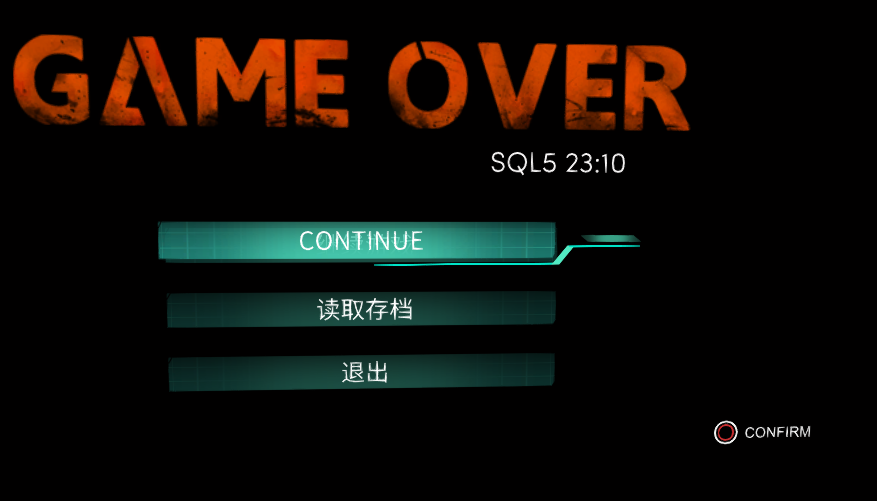 GAME OVER
SQL5 23:10
CONTINUE
读取存档
退出
CONFIRM